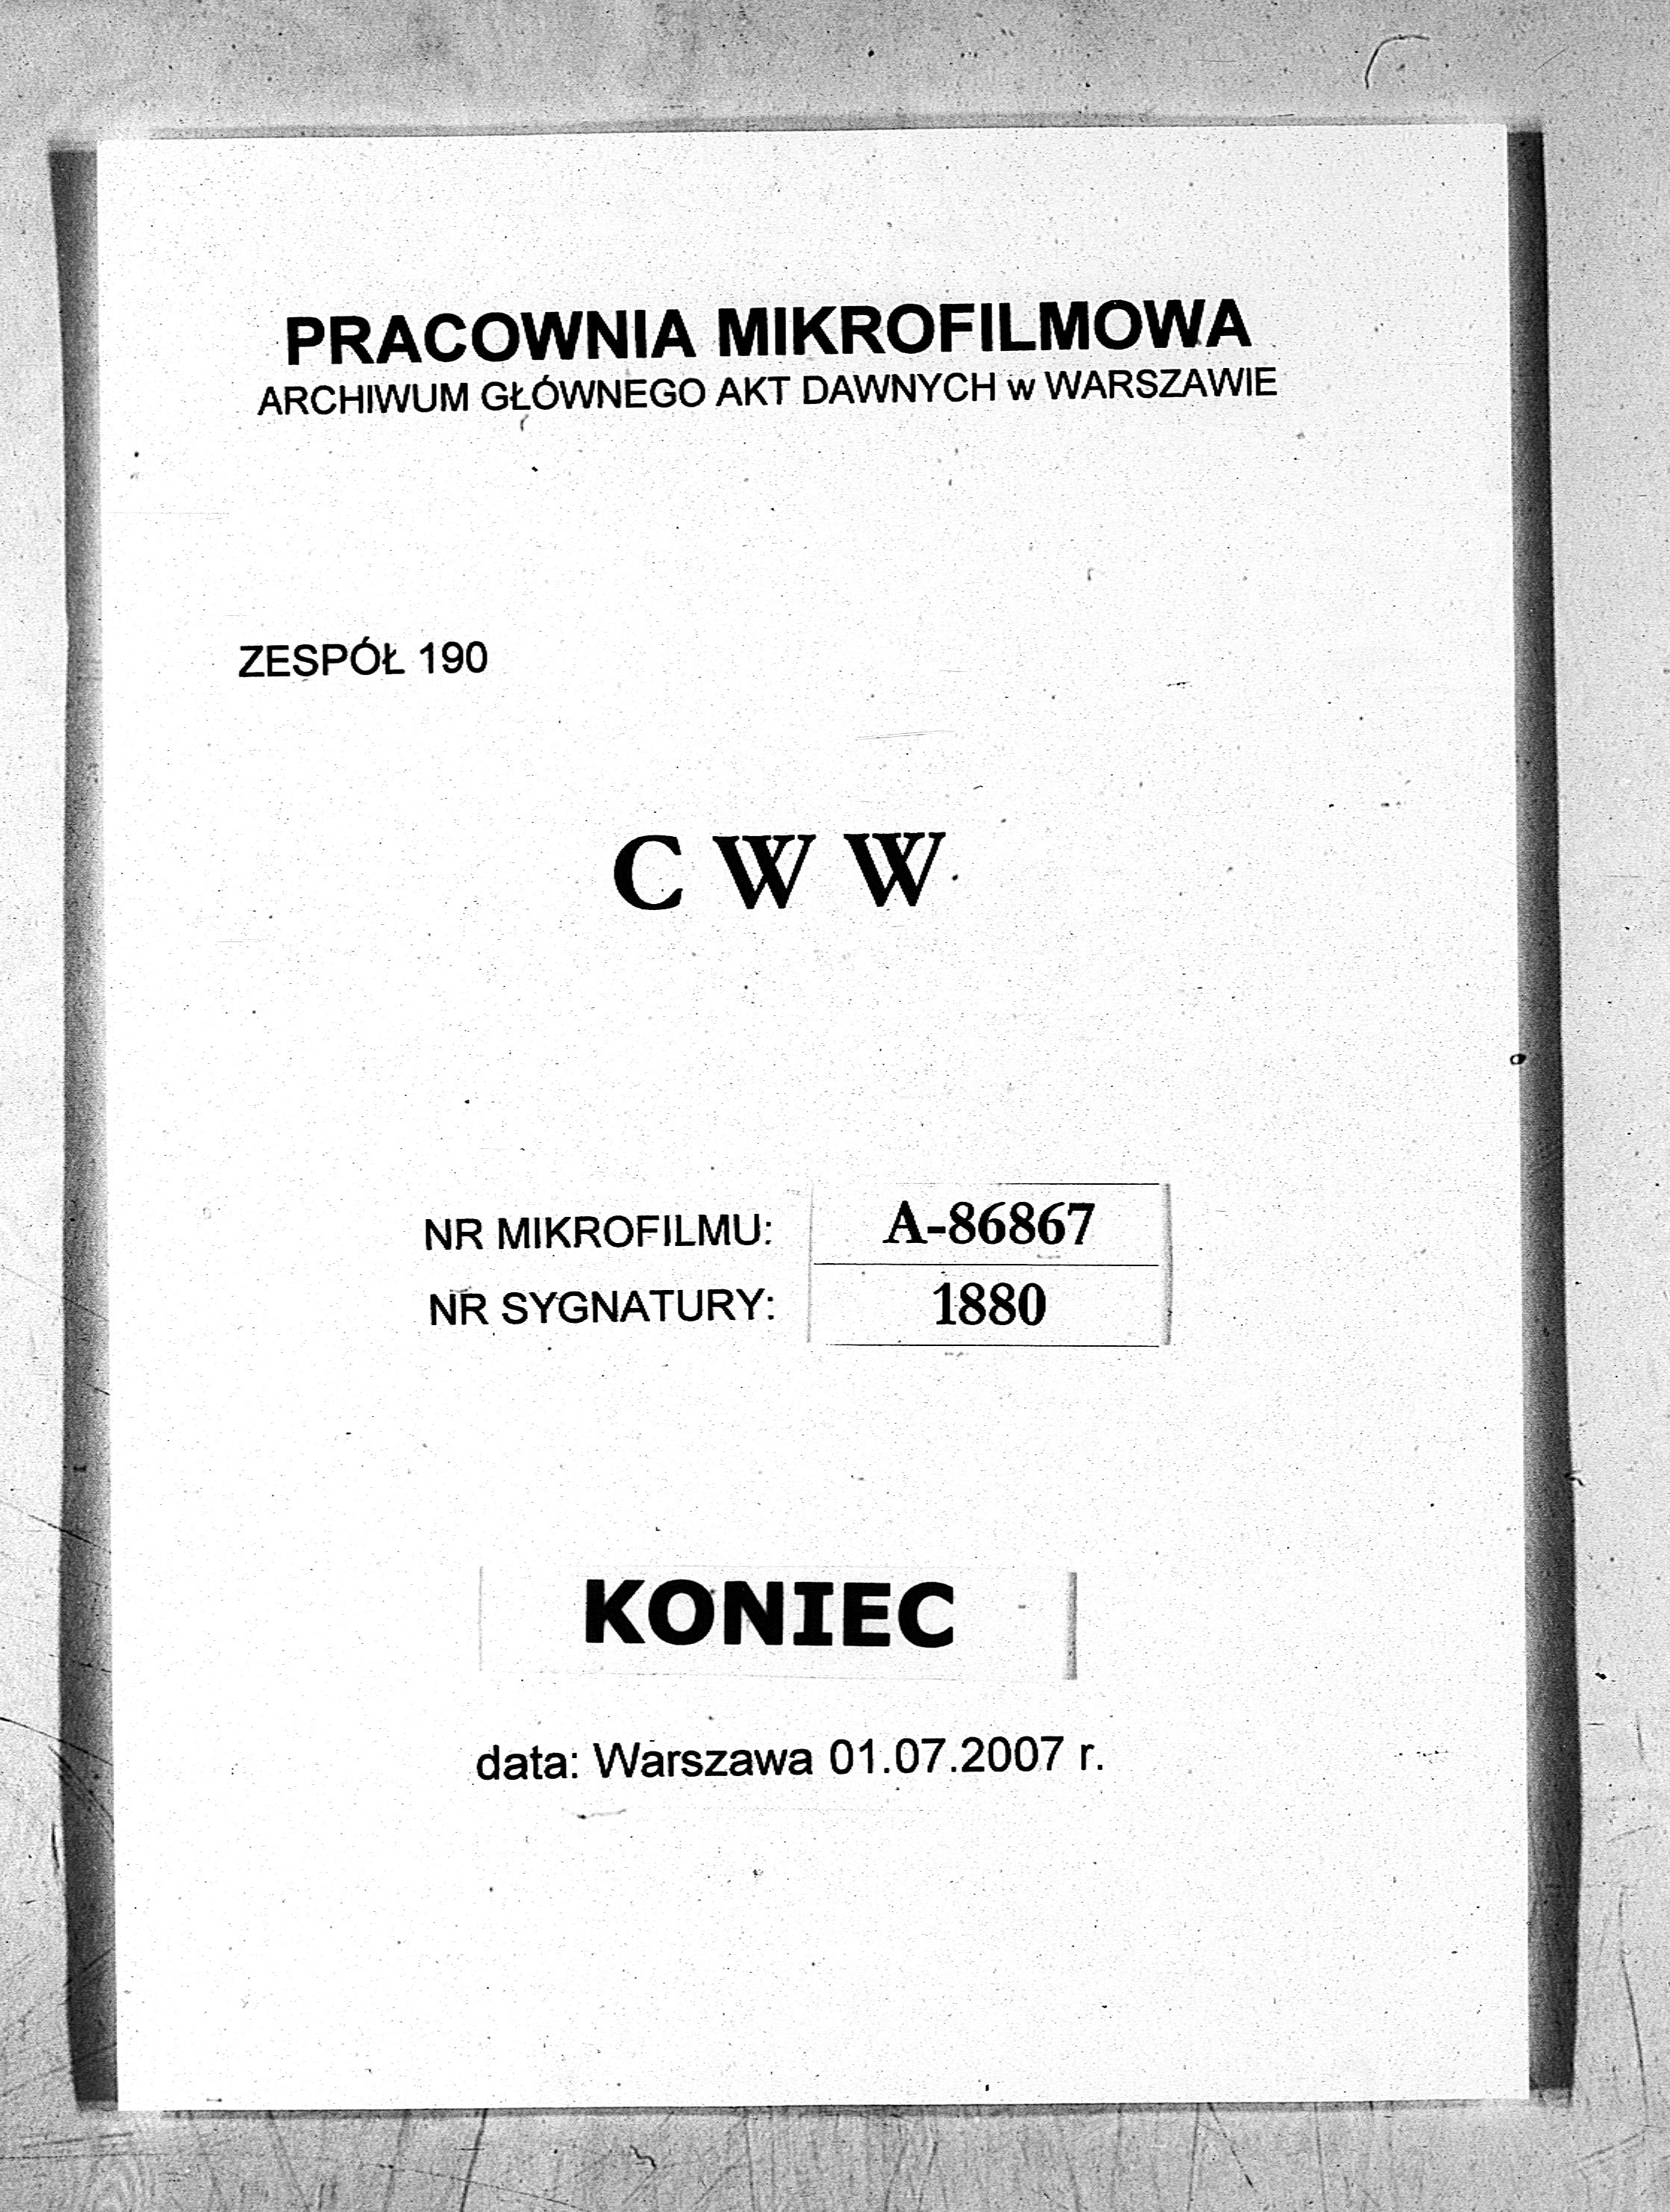 PRACOWNIA MIKROFILMOWA
ARCHIWUM GŁÓWNEGO AKT DAWNYCH w WARSZAWIE
ZESPÓŁ 190
C W W
NR MIKROFILMU: A-86867
NR SYGNATURY: 1880
KONIEC
data: Warszawa 01.07.2007 r.